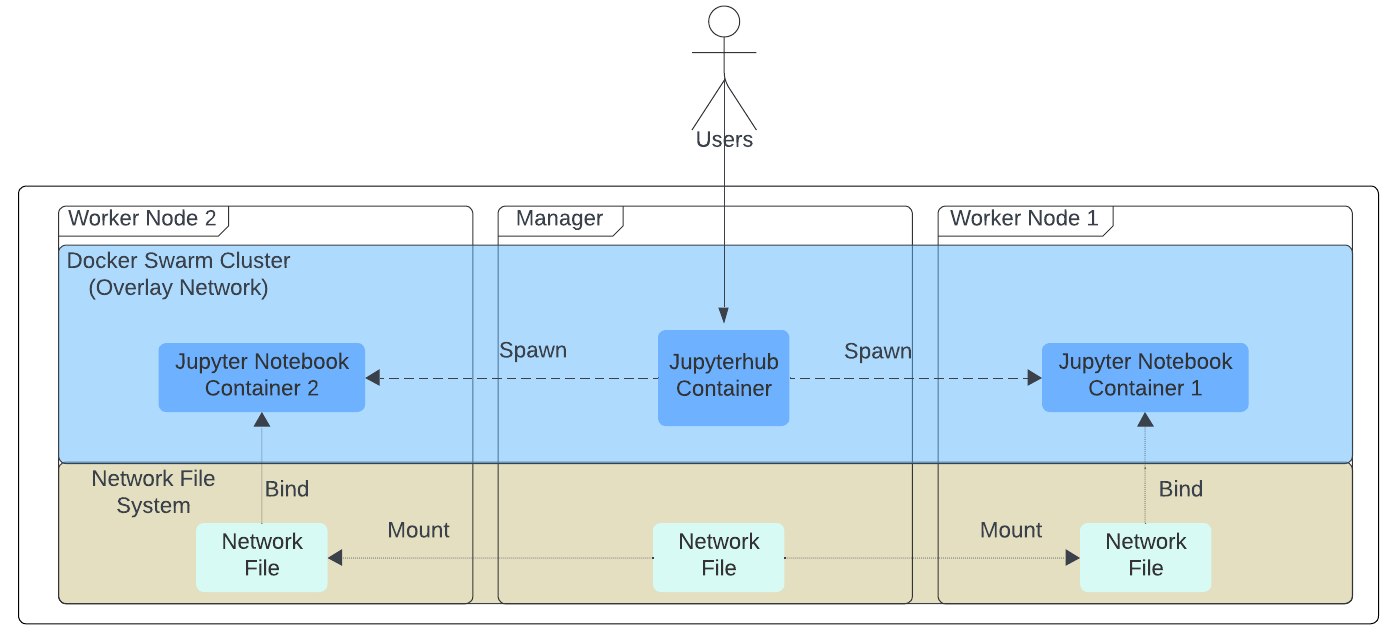 Users
Worker Node 2
Manager
Worker Node 1
Docker Swarm Cluster
(Overlay Network)
Jupyter Notebook
Container 2
Spawn
Jupyterhub
Container
Spawn
Jupyter Notebook
Container 1
Network File
System
Bind
Bind
Mount
Mount
Network
File
Network
File
Network
File